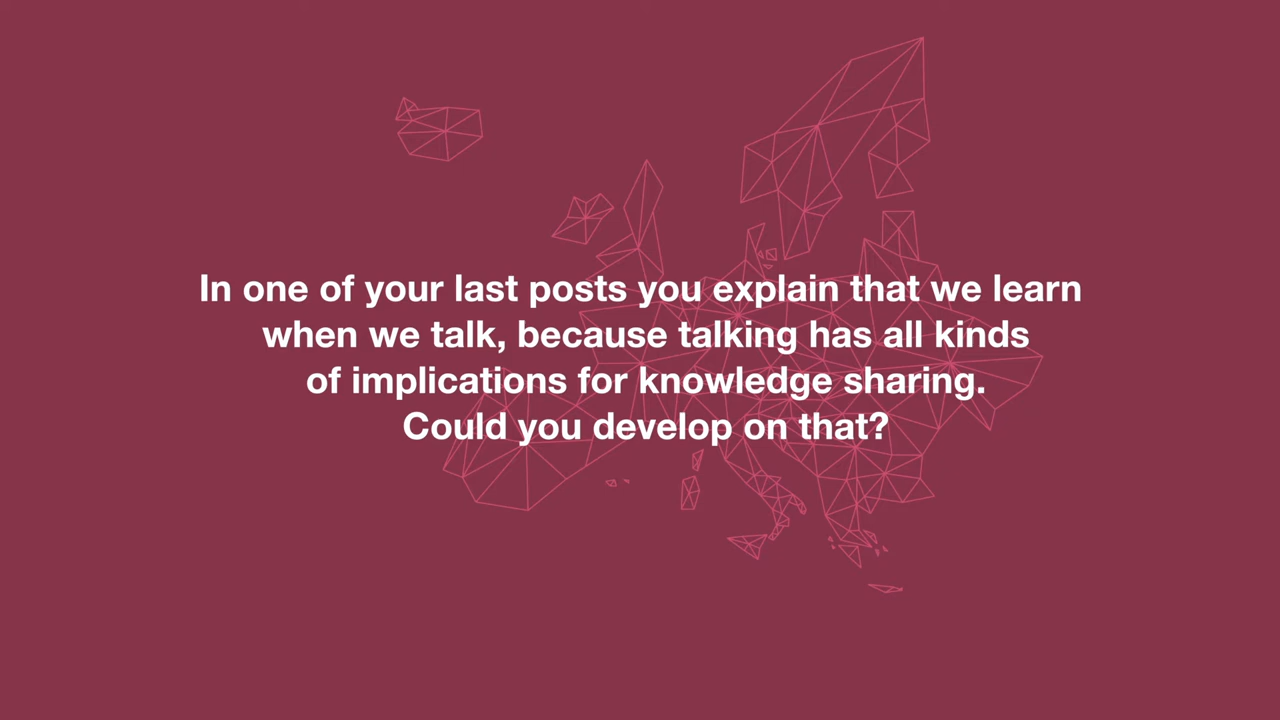 In one of your last posts you explain that we learn
when we talk, because talking has all kinds
of implications for knowledge sharing.
Could you develop on that?